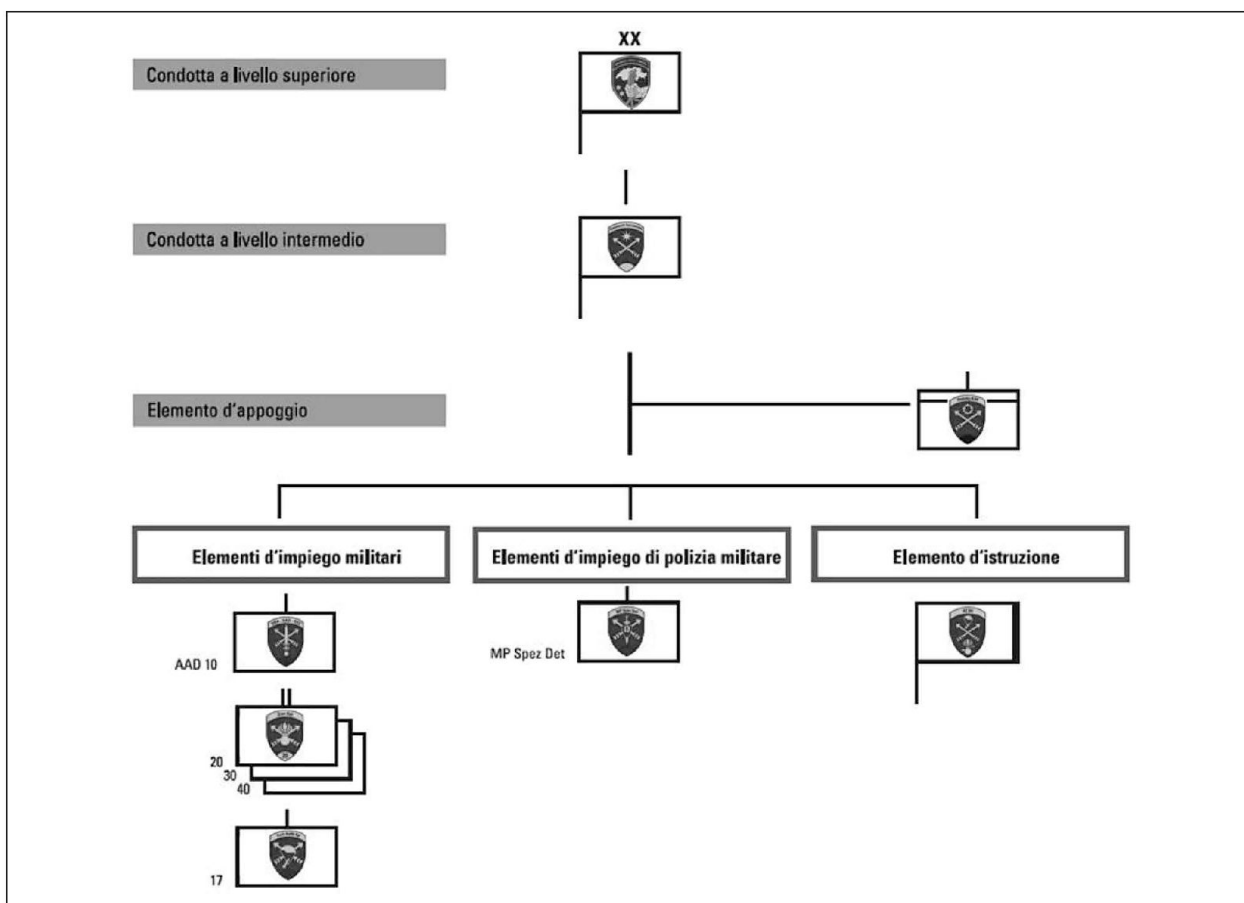 XX
Condotta a livello superiore
Condotta a livello intermedio
Elemento d'appoggio
Elementi d'impiego militari
Elementi d'impiego di polizia militare
Elemento d'istruzione
AAD 10
MP Spez Det
20
30
40
17